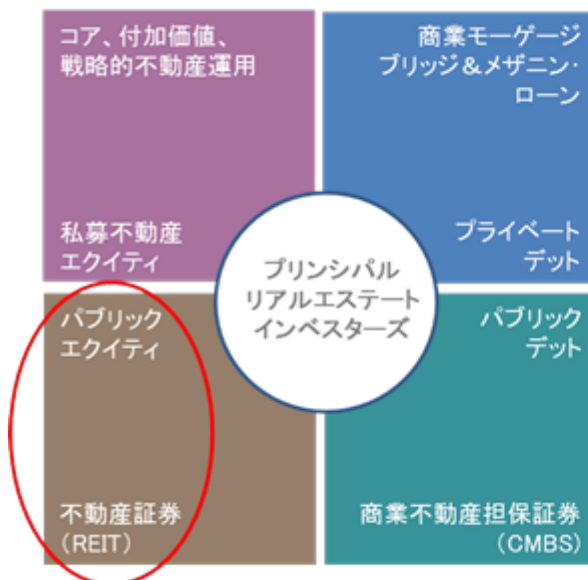 コア、付加価値、
戦略的不動産運用
私募不動産
エクイティ
商業モーゲージ
ブリッジ＆メザニン・
ローン
プライベート
デット
プリンシパル
リアルエステート
インベスターズ
パブリック
エクイティ
不動産証券
(REIT)
パブリック
デット
商業不動産担保証券
(CMBS)